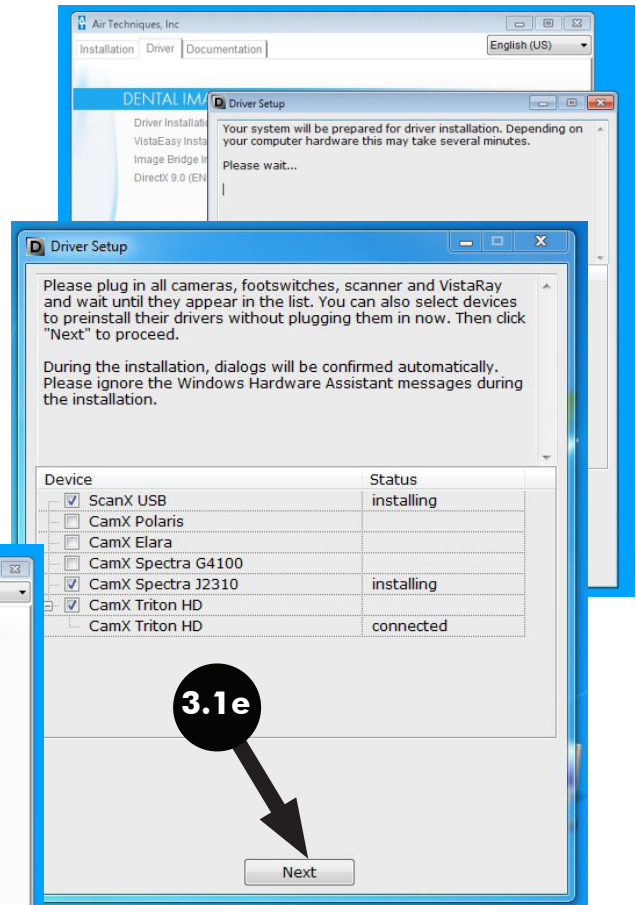 Air Techniques, Inc
Installation Driver Documentation
English (US)
DENTAL
Driver
VistaEasy
Image Bridge
DirectX 9.0
Driver Setup
Your system will be prepared for driver installation. Depending on
your computer hardware this may take several minutes.
Please wait...
Driver Setup
Please plug in all cameras, footswitches, scanner and VistaRay
and wait until they appear in the list. You can also select devices
to preinstall their drivers without plugging them in now. Then click
"Next" to proceed.
During the installation, dialogs will be confirmed automatically.
Please ignore the Windows Hardware Assistant messages during
the installation.
Device Status
ScanX USB installing
CamX Polaris
CamX Elara
CamX Spectra G4100
CamX Spectra J2310 installing
CamX Triton HD
CamX Triton HD connected
3.1e
Next